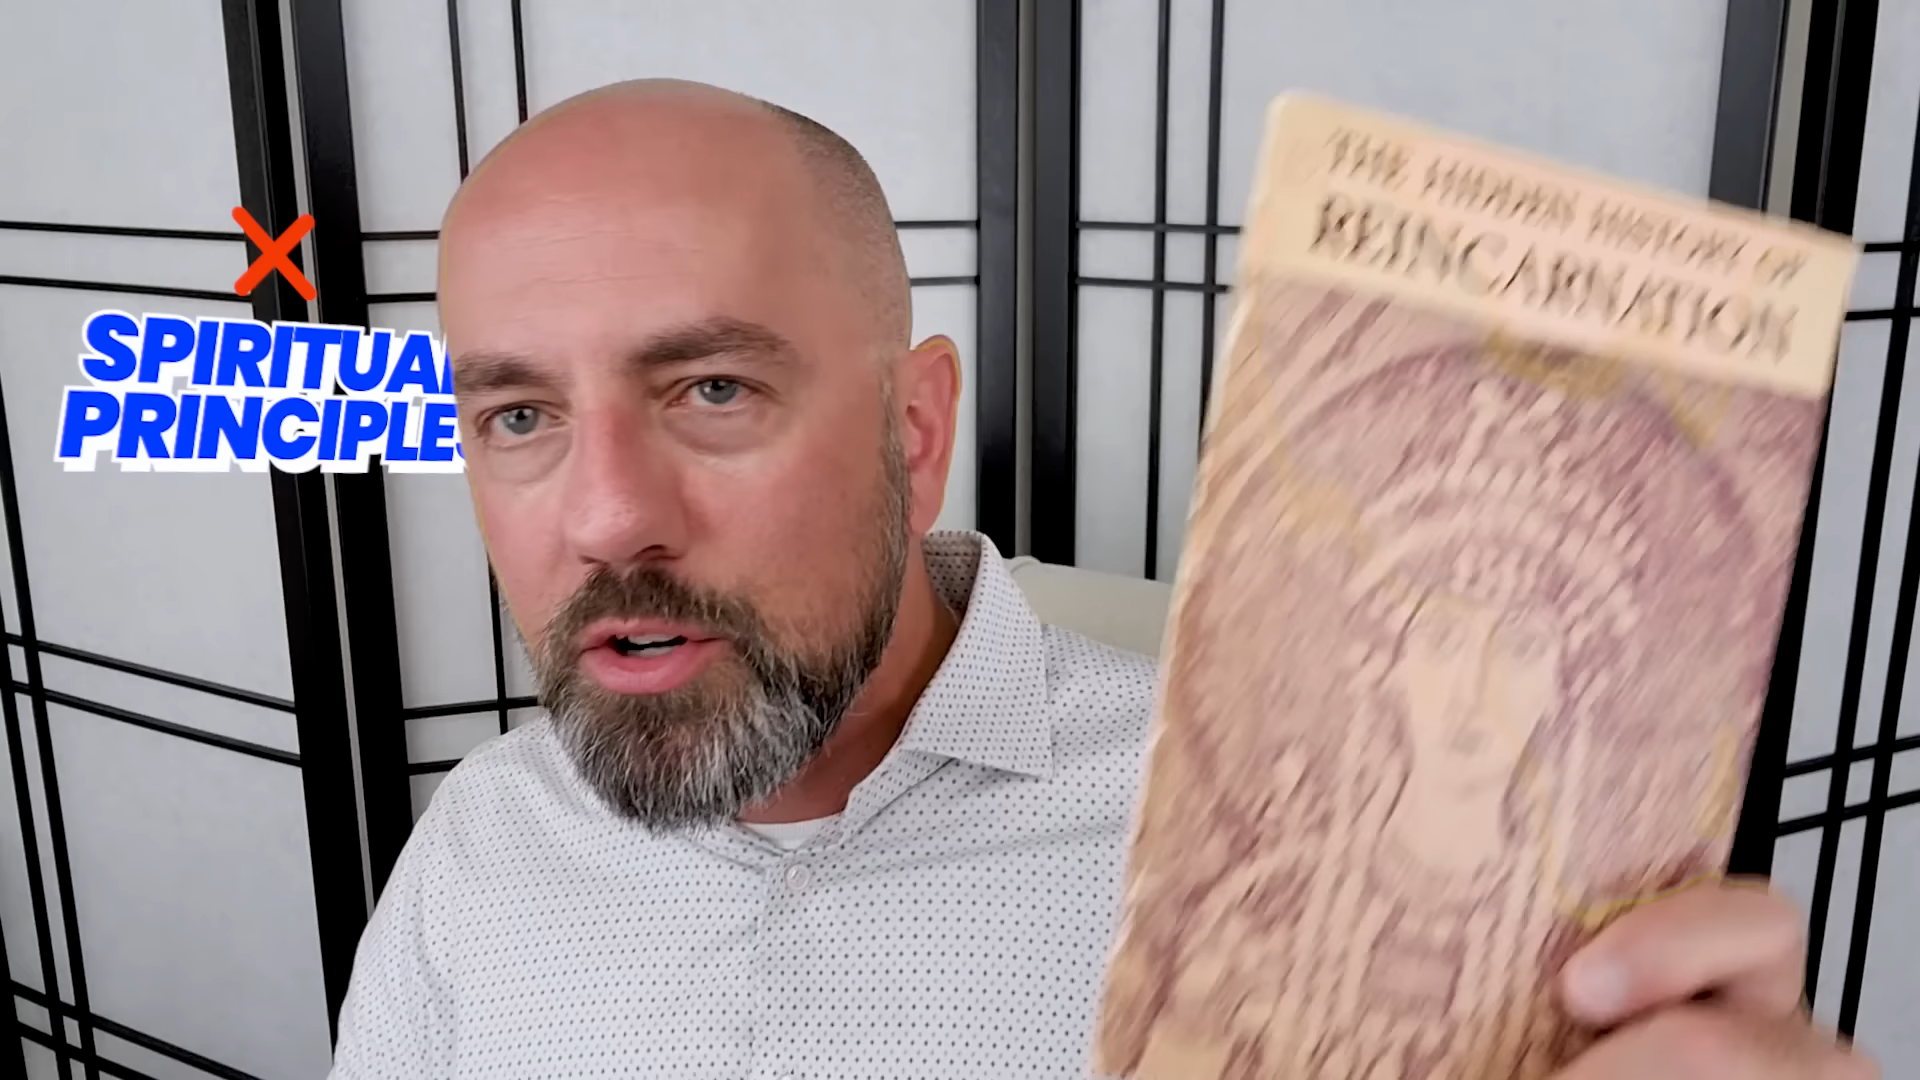 SPIRITUAL
PRINCIPLES
THE HIDDEN HISTORY OF
REINCARNATION